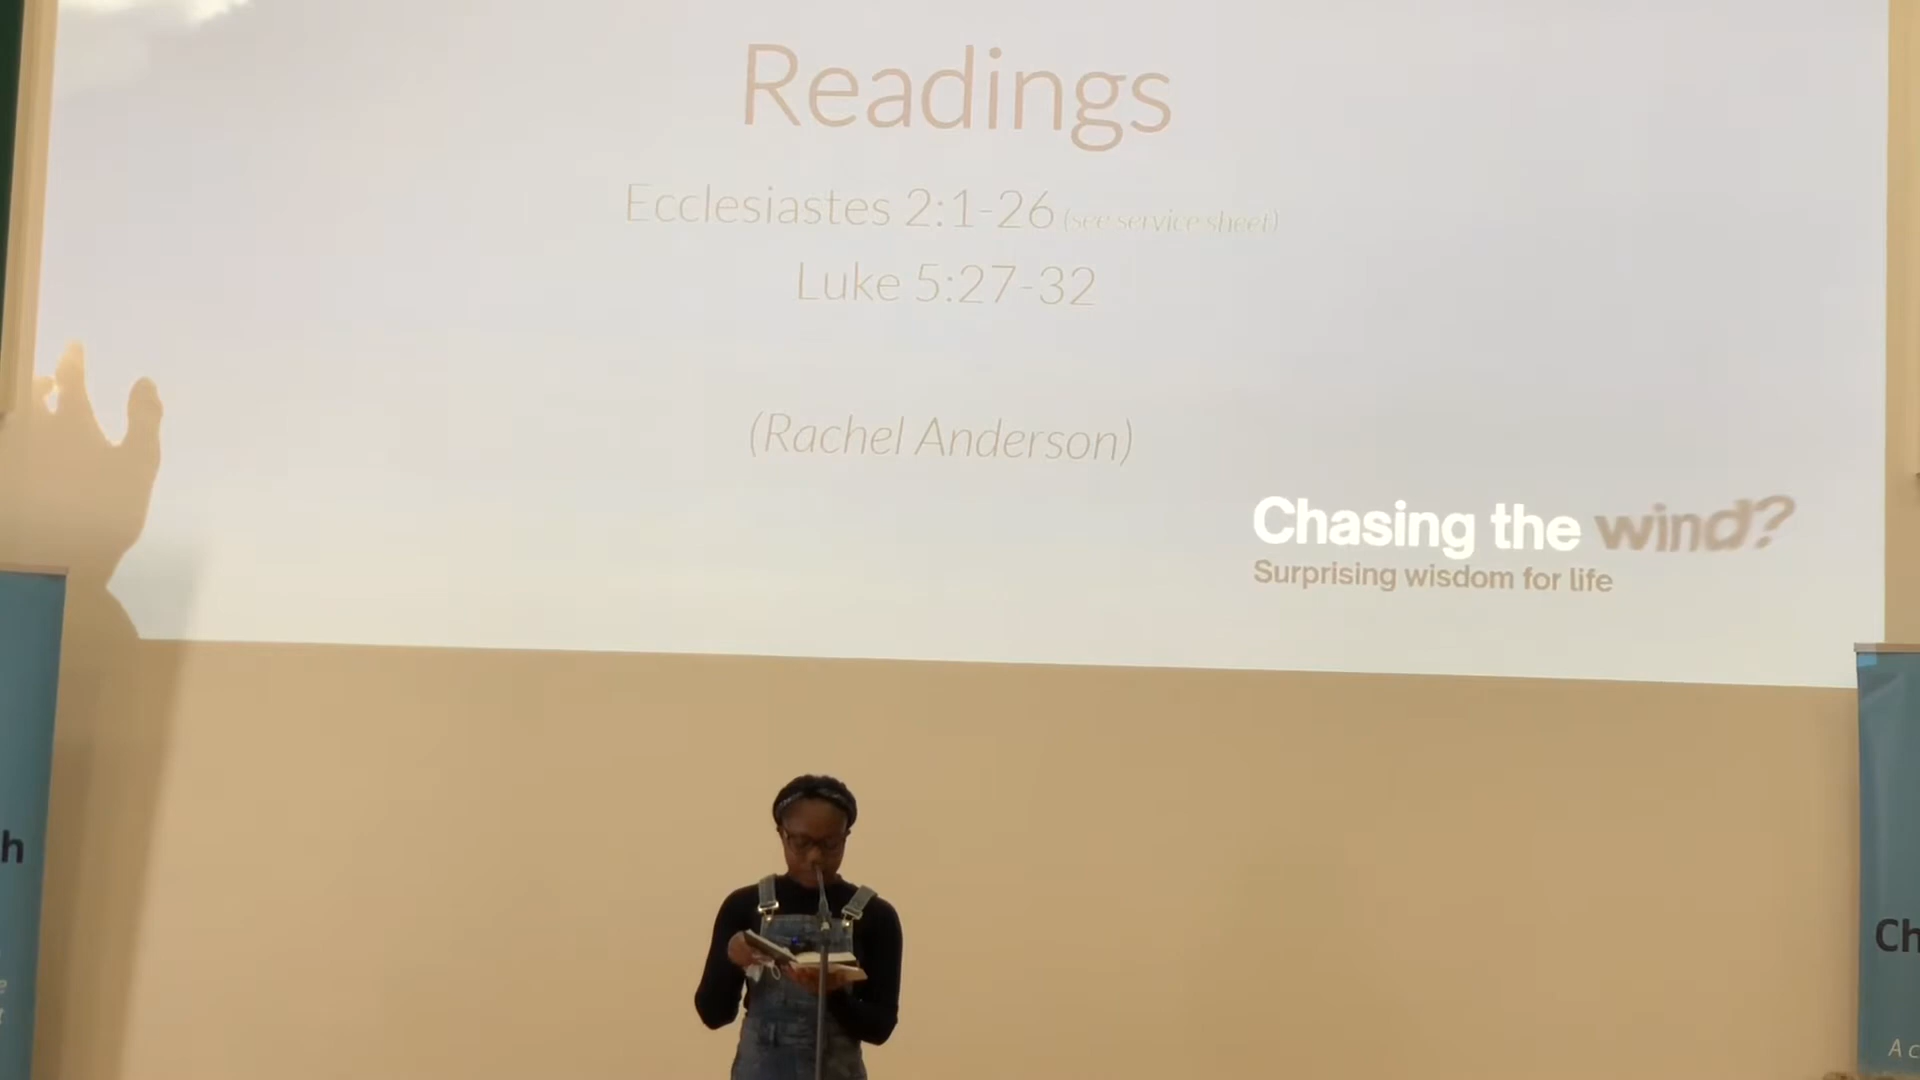 Readings
Ecclesiastes 2:1-26 (see service sheet)
Luke 5:27-32
(Rachel Anderson)
Chasing the wind?
Surprising wisdom for life
h
Ch
A c